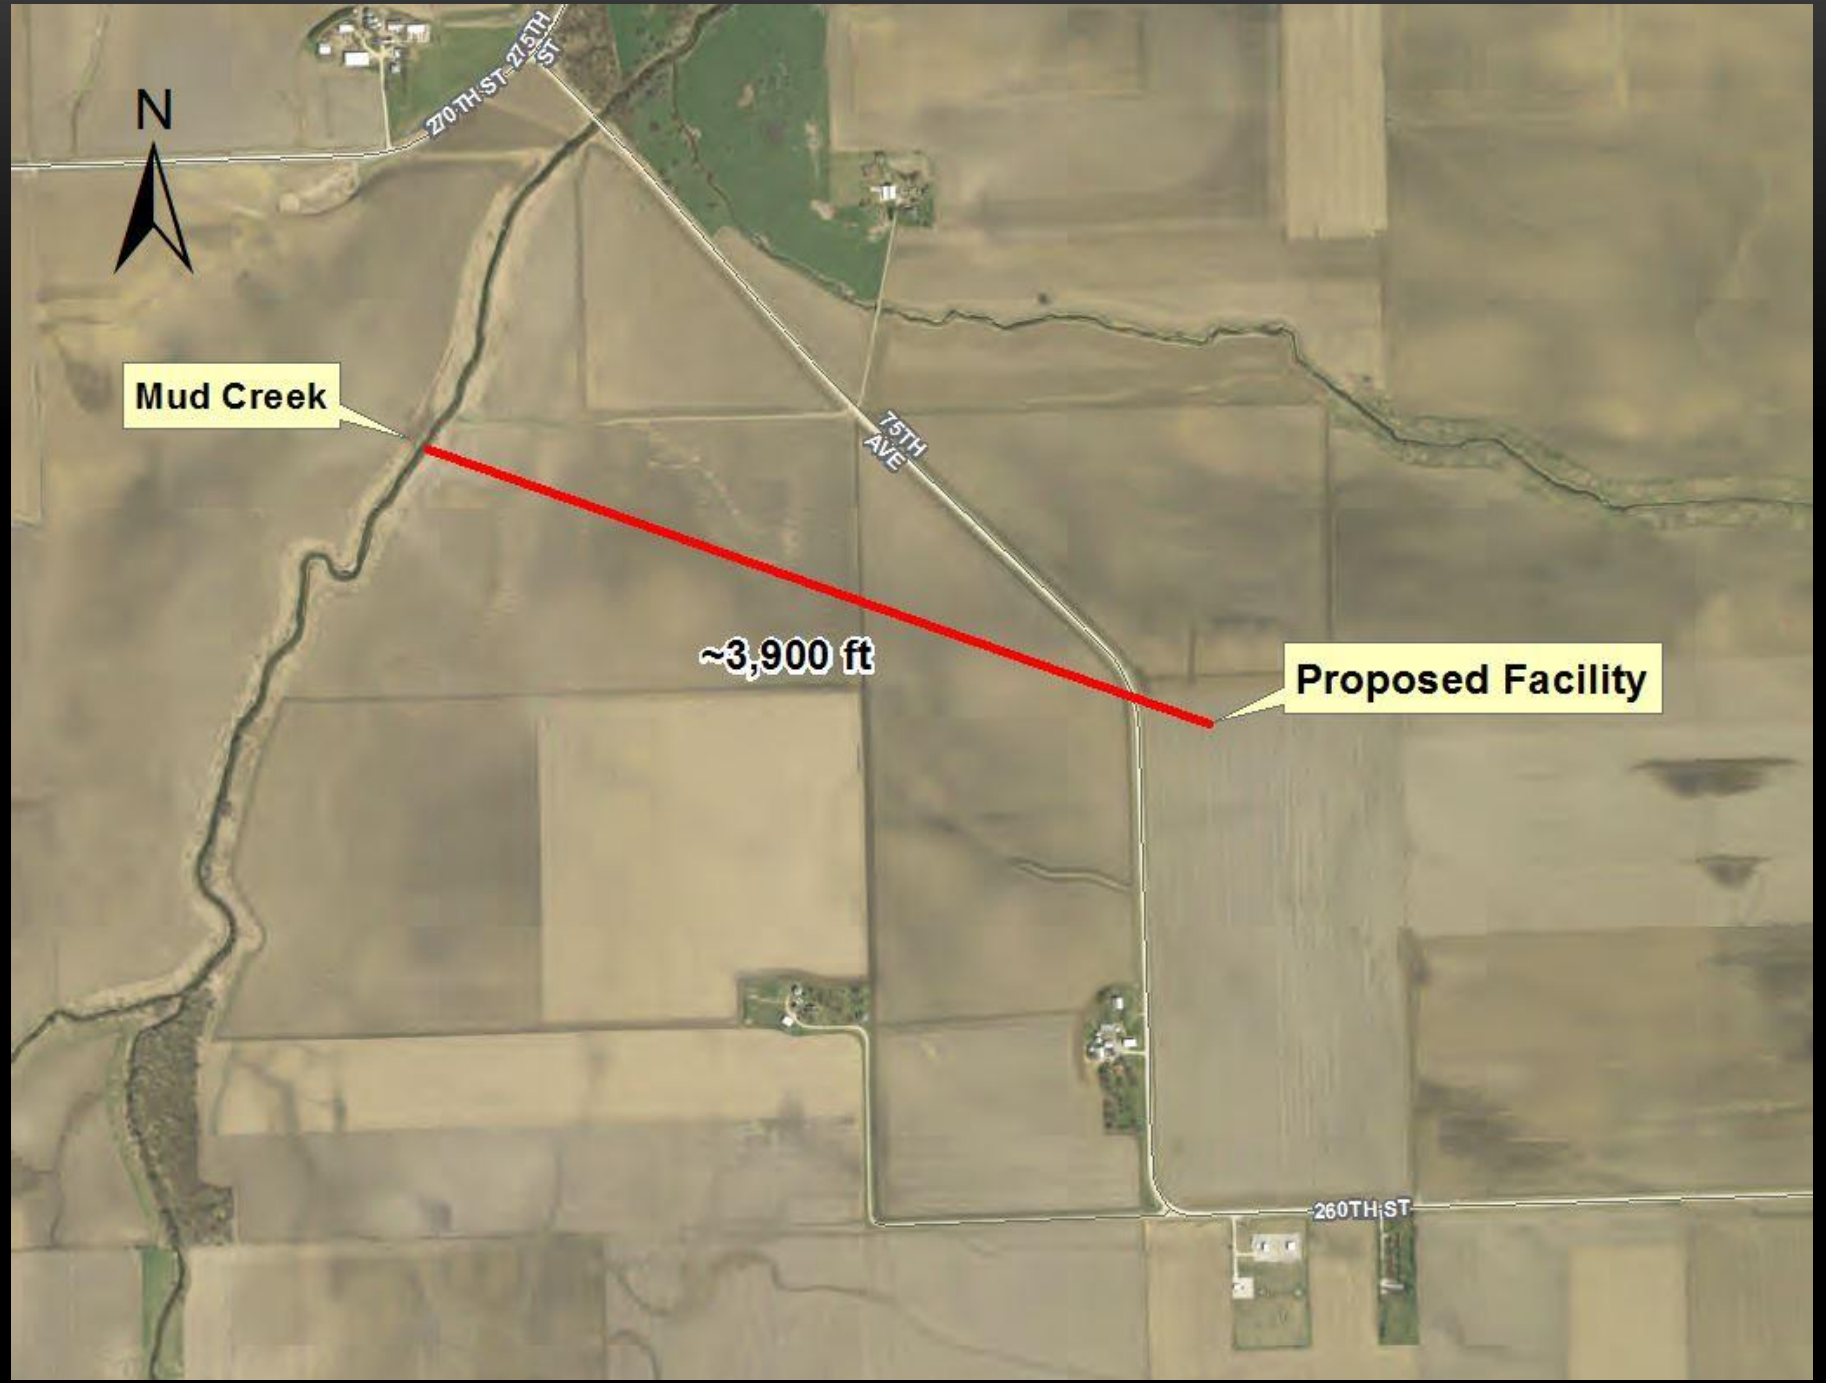 275TH
ST
270TH ST
N
Mud Creek
75TH
AVE
~3,900 ft
Proposed Facility
260TH ST